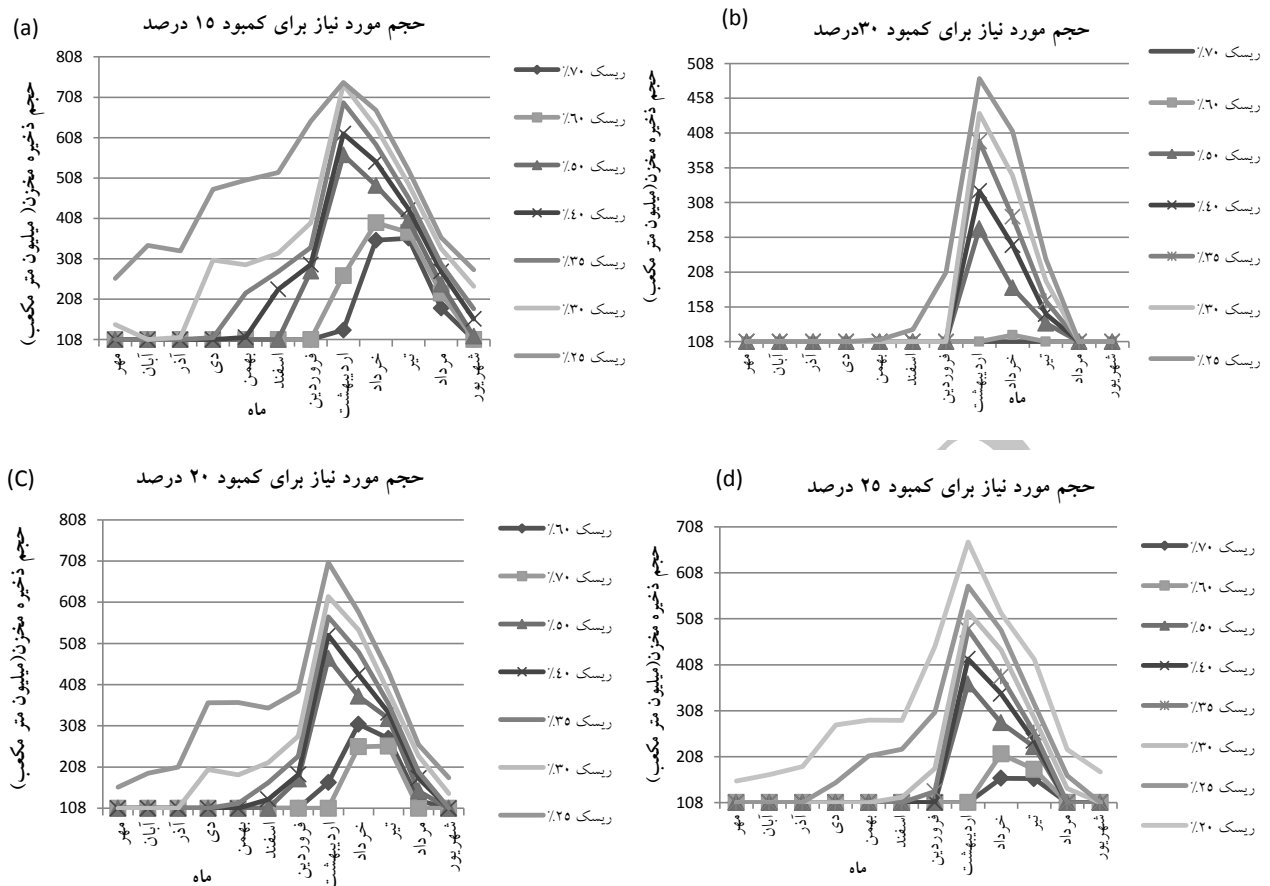 (a)
حجم مورد نیاز برای کمبود ۱۵ درصد
حجم ذخیره مخزن( میلیون متر مکعب)
808
708
608
508
408
308
208
108
مهر
آبان
آذر
دی
بهمن
اسفند
فروردین
اردیبهشت
خرداد
تیر
مرداد
شهریور
ماه
ریسک ۷۰٪
ریسک ۶۰٪
ریسک ۵۰٪
ریسک ۴۰٪
ریسک ۳۵٪
ریسک ۳۰٪
ریسک ۲۵٪
(b)
حجم مورد نیاز برای کمبود ۳۰درصد
حجم ذخیره مخزن(میلیون متر مکعب)
508
458
408
358
308
258
208
158
108
مهر
آبان
آذر
دی
بهمن
اسفند
فروردین
اردیبهشت
خرداد
تیر
مرداد
شهریور
ماه
ریسک ۷۰٪
ریسک ۶۰٪
ریسک ۵۰٪
ریسک ۴۰٪
ریسک ۳۵٪
ریسک ۳۰٪
ریسک ۲۵٪
(C)
حجم مورد نیاز برای کمبود ۲۰ درصد
حجم ذخیره مخزن(میلیون متر مکعب)
808
708
608
508
408
308
208
108
مهر
آبان
آذر
دی
بهمن
اسفند
فروردین
اردیبهشت
خرداد
تیر
مرداد
شهریور
ماه
ریسک ۶۰٪
ریسک ۷۰٪
ریسک ۵۰٪
ریسک ۴۰٪
ریسک ۳۵٪
ریسک ۳۰٪
ریسک ۲۵٪
(d)
حجم مورد نیاز برای کمبود ۲۵ درصد
حجم ذخیره مخزن(میلیون متر مکعب)
708
608
508
408
308
208
108
مهر
آبان
آذر
دی
بهمن
اسفند
فروردین
اردیبهشت
خرداد
تیر
مرداد
شهریور
ماه
ریسک ۷۰٪
ریسک ۶۰٪
ریسک ۵۰٪
ریسک ۴۰٪
ریسک ۳۵٪
ریسک ۳۰٪
ریسک ۲۵٪
ریسک ۲۰٪